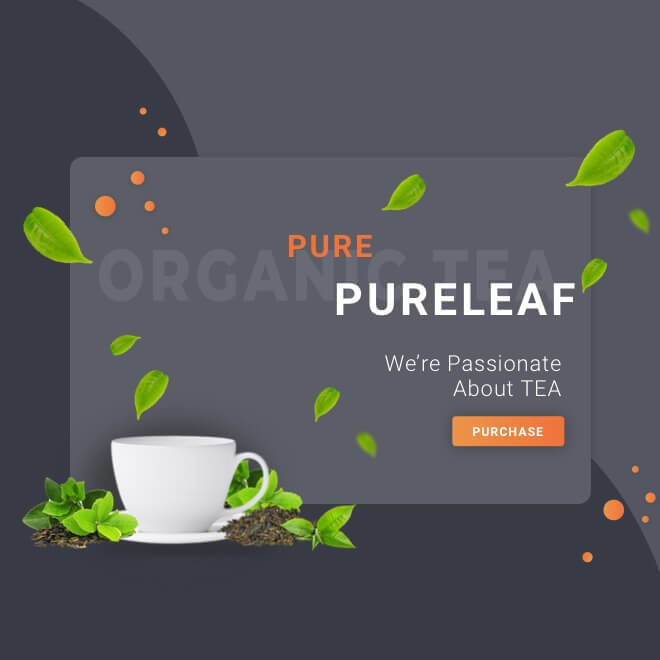 PURE
ORGANIC TEA
PURELEAF
We're Passionate
About TEA
PURCHASE